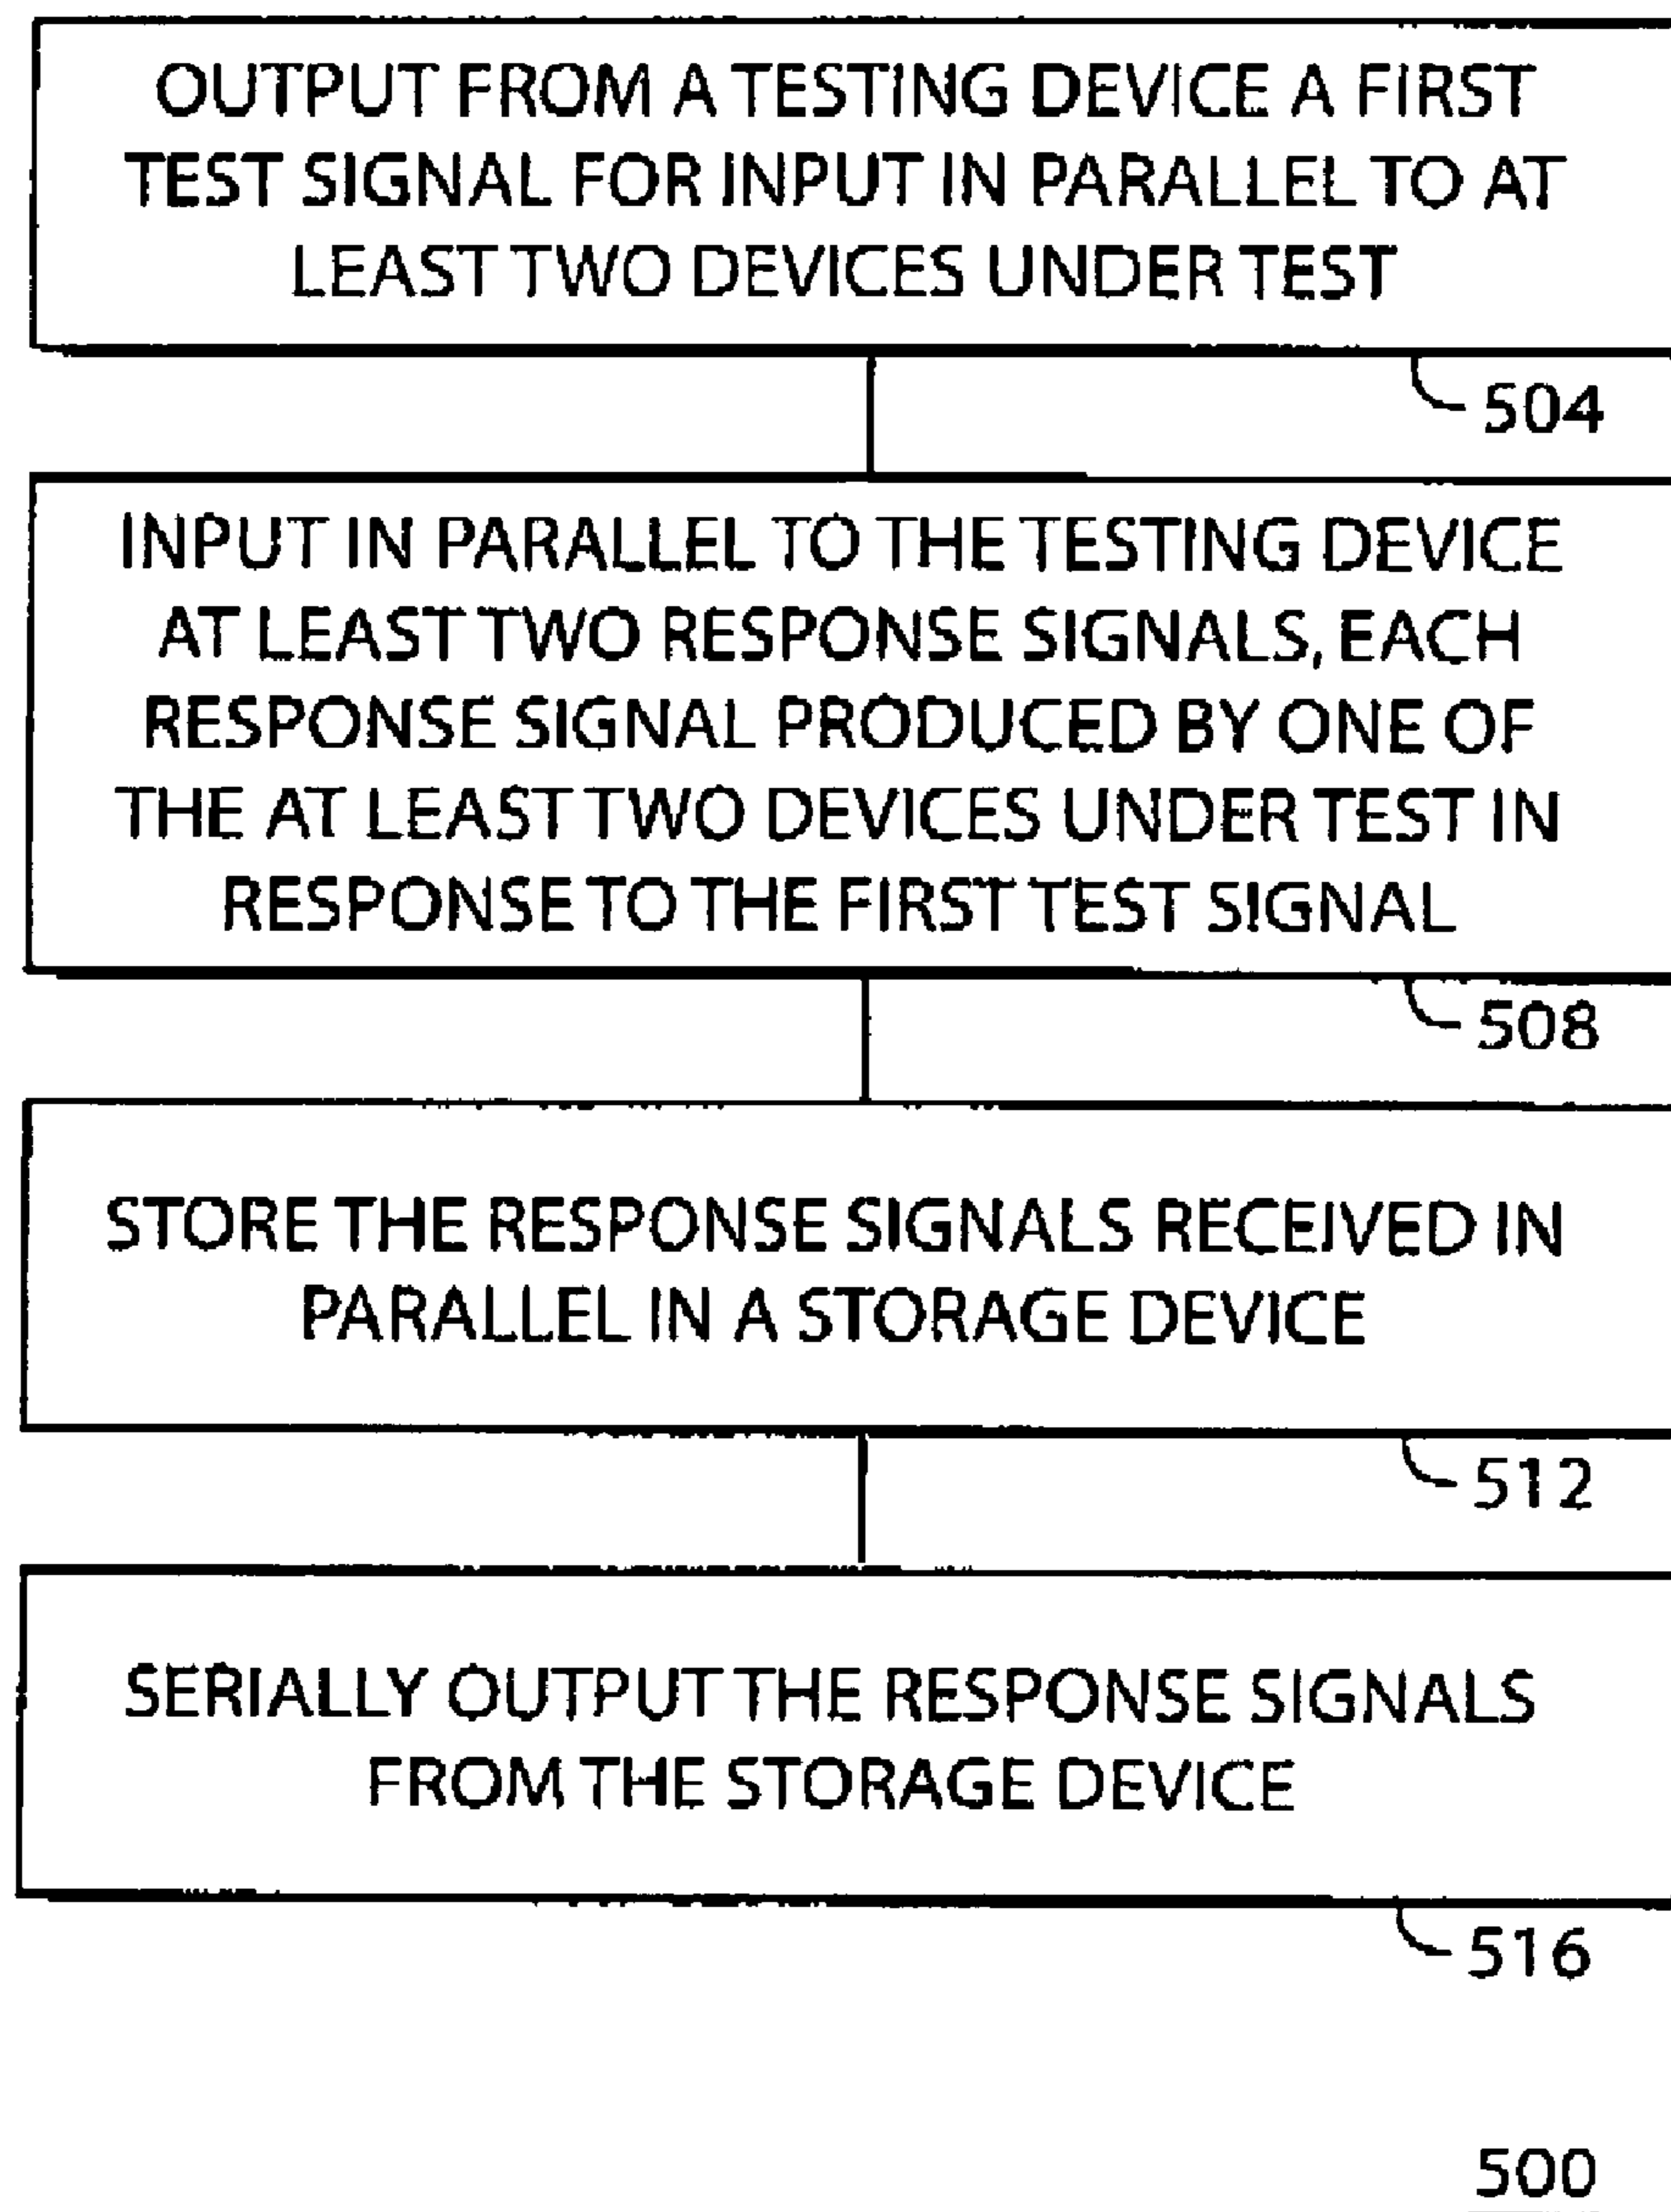 OUTPUT FROM A TESTING DEVICE A FIRST
TEST SIGNAL FOR INPUT IN PARALLEL TO AT
LEAST TWO DEVICES UNDER TEST
504
INPUT IN PARALLEL TO THE TESTING DEVICE
AT LEAST TWO RESPONSE SIGNALS, EACH
RESPONSE SIGNAL PRODUCED BY ONE OF
THE AT LEAST TWO DEVICES UNDER TEST IN
RESPONSE TO THE FIRST TEST SIGNAL
508
STORE THE RESPONSE SIGNALS RECEIVED IN
PARALLEL IN A STORAGE DEVICE
512
SERIALLY OUTPUT THE RESPONSE SIGNALS
FROM THE STORAGE DEVICE
516
500